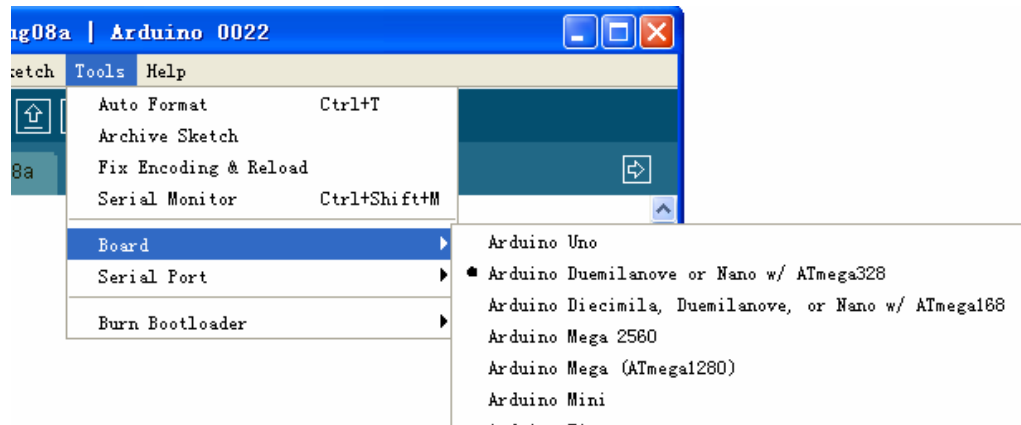 ug08a | Arduino 0022
ketch Tools Help
Auto Format Ctrl+T
Archive Sketch
8a Fix Encoding & Reload
Serial Monitor Ctrl+Shift+M
Board
Serial Port
Burn Bootloader
Arduino Uno
Arduino Duemilanove or Nano w/ ATmega328
Arduino Diecimila, Duemilanove, or Nano w/ ATmega168
Arduino Mega 2560
Arduino Mega (ATmega1280)
Arduino Mini